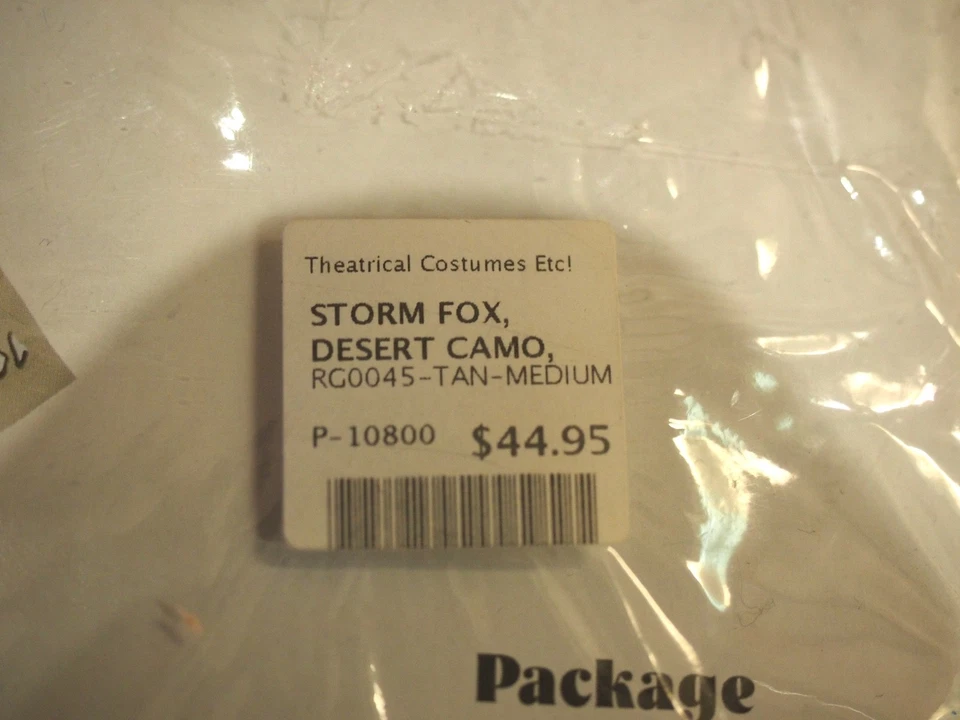 Theatrical Costumes Etc!
STORM FOX,
DESERT CAMO,
RG0045-TAN-MEDIUM
P-10800 $44.95
Package